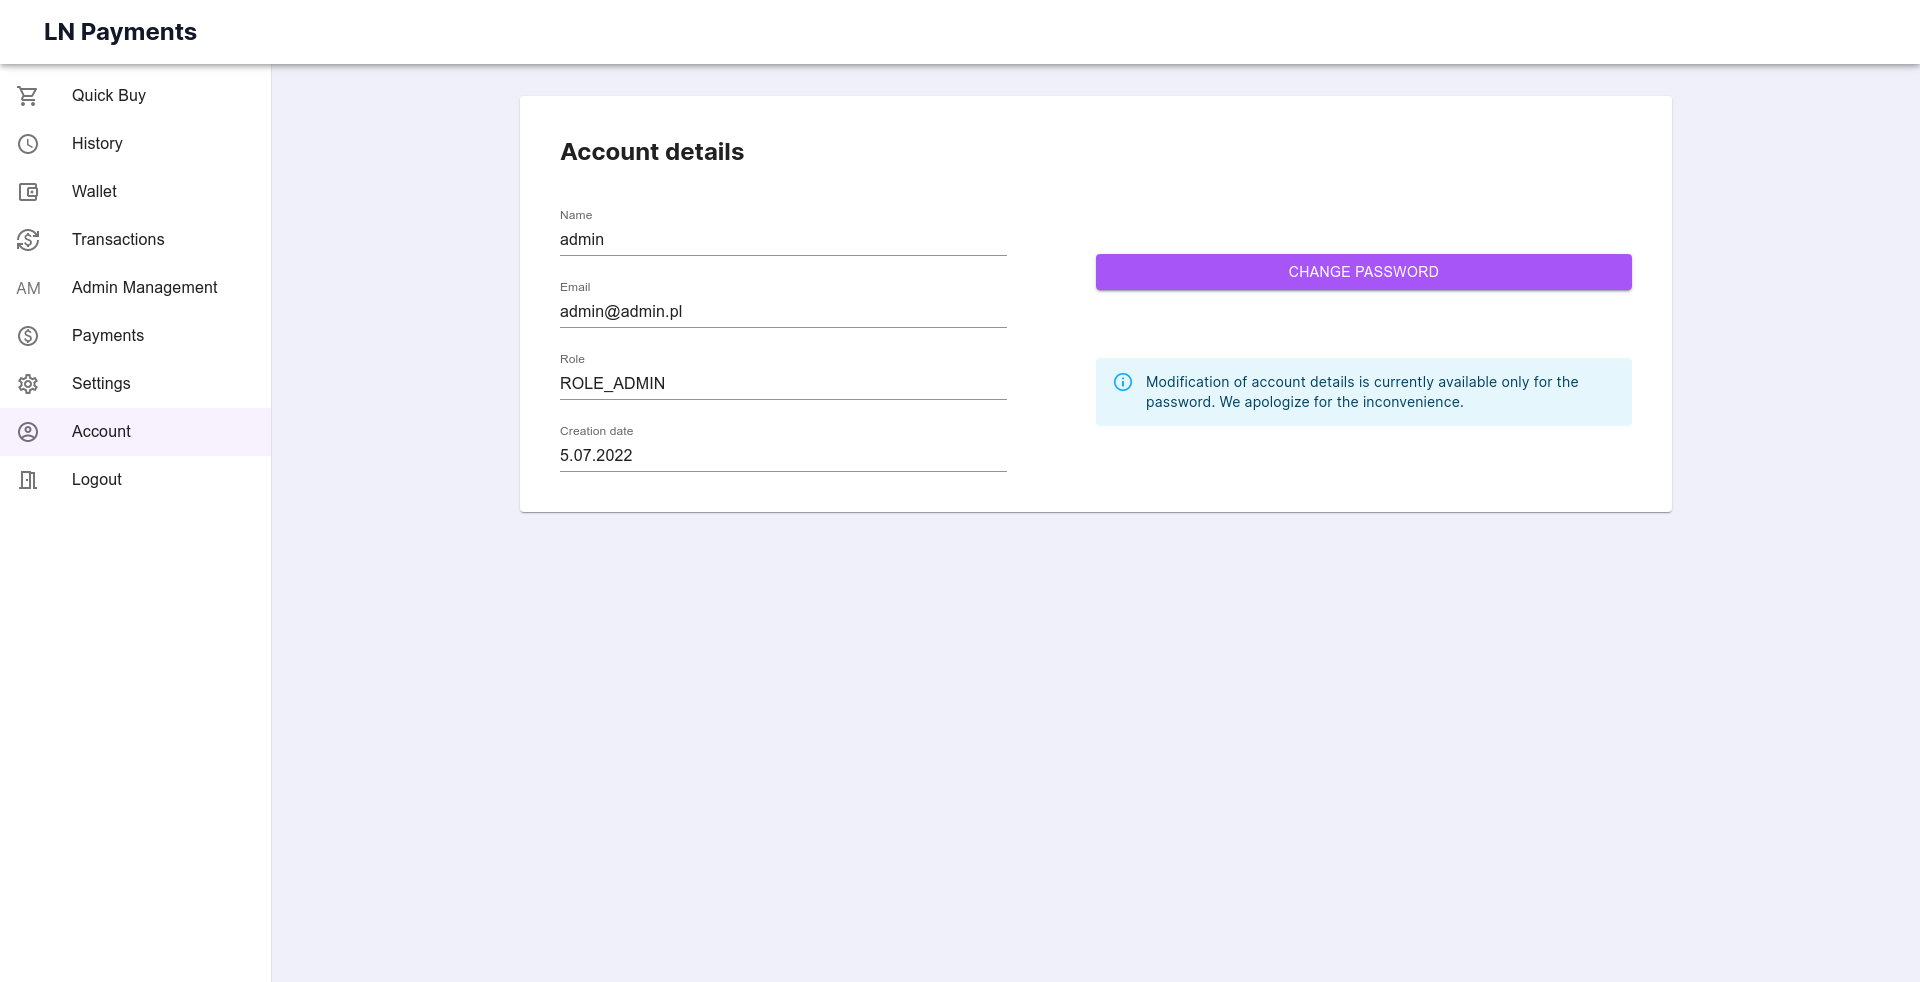 LN Payments
Quick Buy
History
Wallet
Transactions
AM Admin Management
Payments
Settings
Account
Logout
Account details
Name
admin
Email
admin@admin.pl
Role
ROLE_ADMIN
Creation date
5.07.2022
CHANGE PASSWORD
Modification of account details is currently available only for the
password. We apologize for the inconvenience.